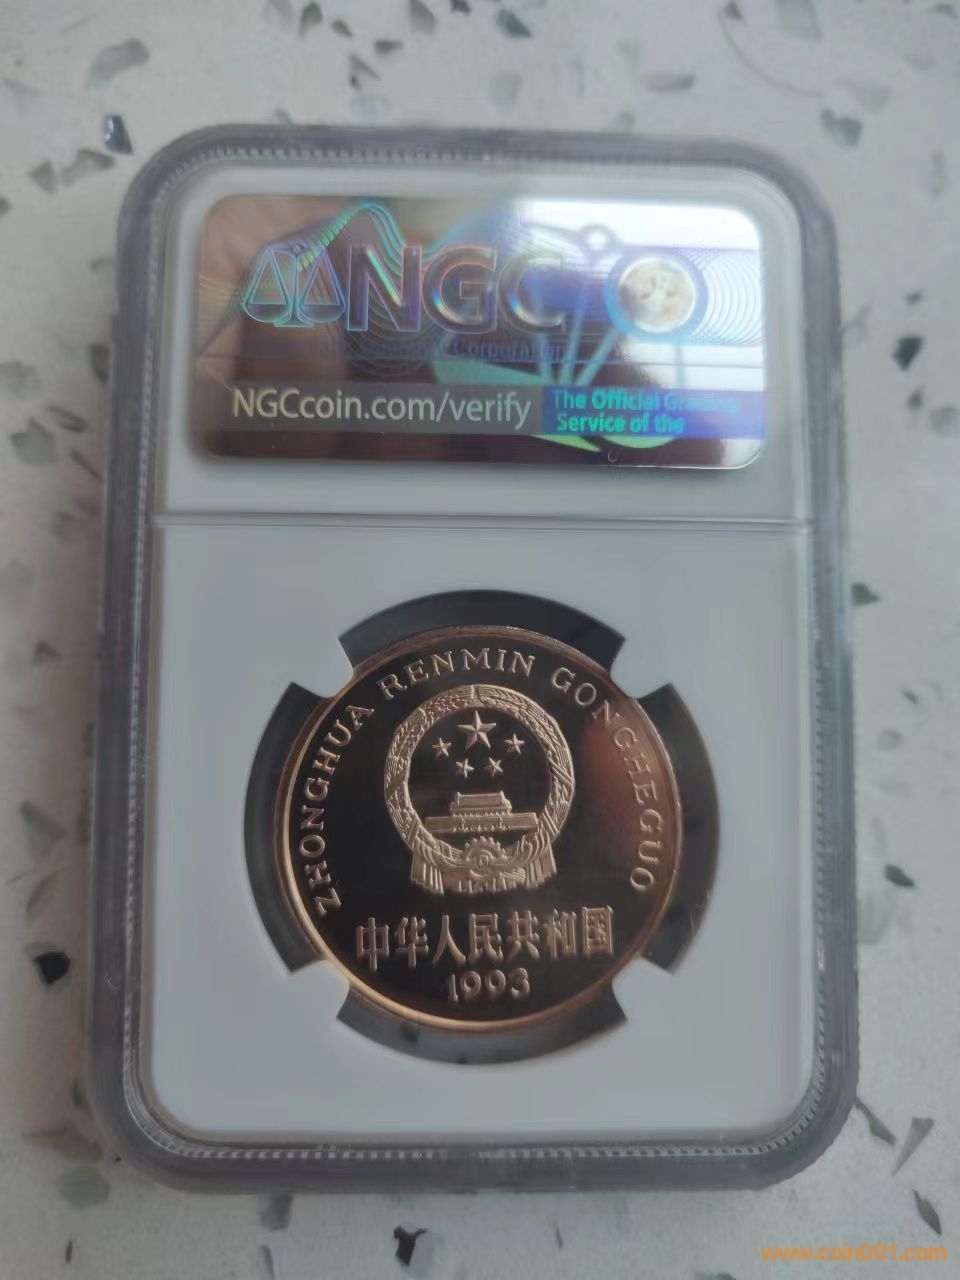 NGC
Corporation
NGCcoin.com/verify
The Official Grading
Service of the
ZHONGHUA RENMIN GONGHEGUO
中华人民共和国
1993
www.coin001.com